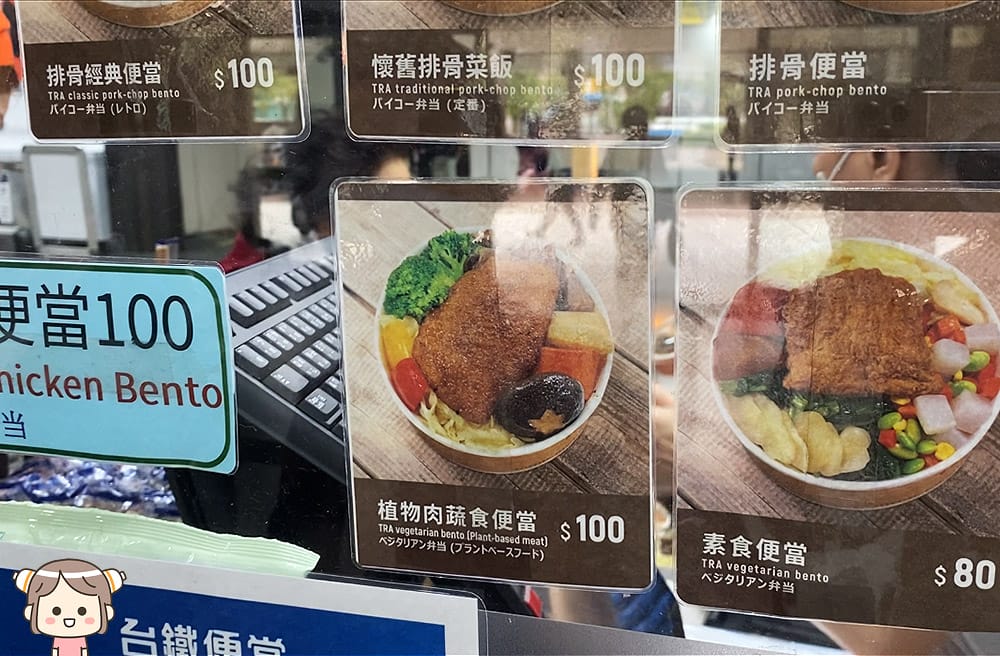 排骨經典便當
TRA classic pork-chop bento
パイコー弁当 (レトロ)
$100
懷舊排骨菜飯
TRA traditional pork-chop bento
パイコー弁当 (定番)
$100
排骨便當
TRA pork-chop bento
パイコー弁当
便當100
hicken Bento
当
植物肉蔬食便當
TRA vegetarian bento (Plant-based meat)
ベジタリアン弁当 (プラントベースフード)
$100
素食便當
TRA vegetarian bento
ベジタリアン弁当
$80
台鐵便當